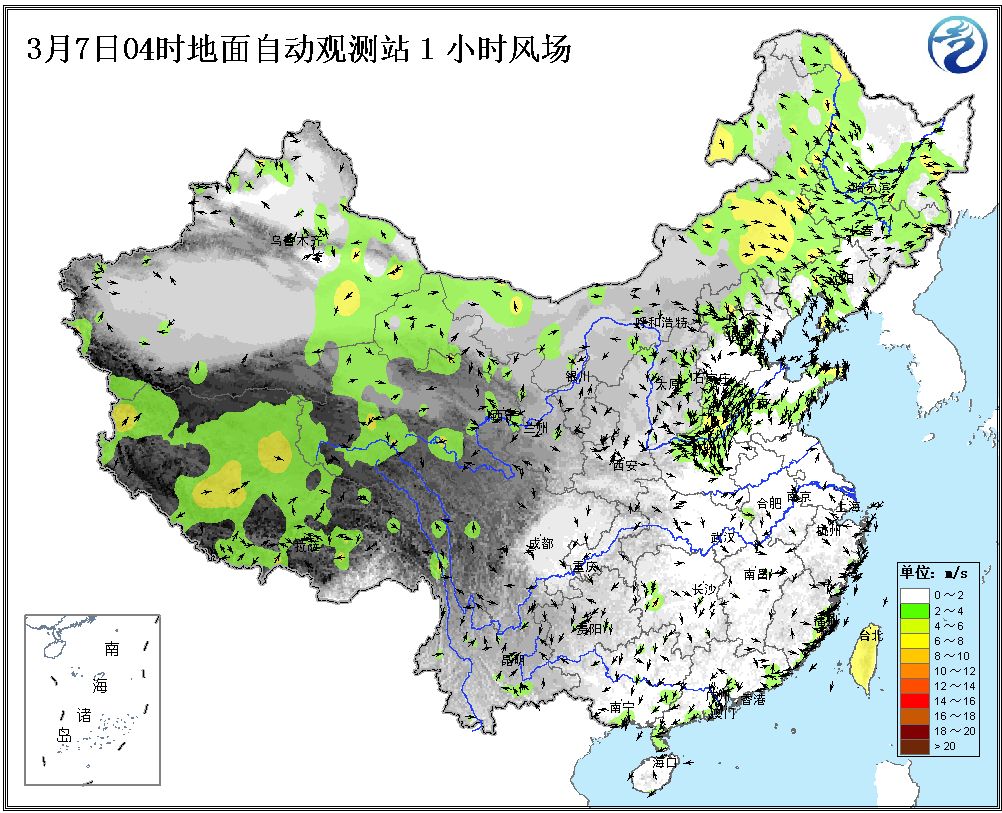 3月7日04时地面自动观测站1小时风场
哈尔滨
长春
沈阳
乌鲁木齐
呼和浩特
银川
太原
石家庄
西宁
兰州
西安
合肥
南京
上海
拉萨
成都
重庆
武汉
杭州
南昌
长沙
贵阳
福州
台北
昆明
南宁
广州
香港
澳门
海口
南
海
诸
岛
单位: m/s
0～2
2～4
4～6
6～8
8～10
10～12
12～14
14～16
16～18
18～20
>20